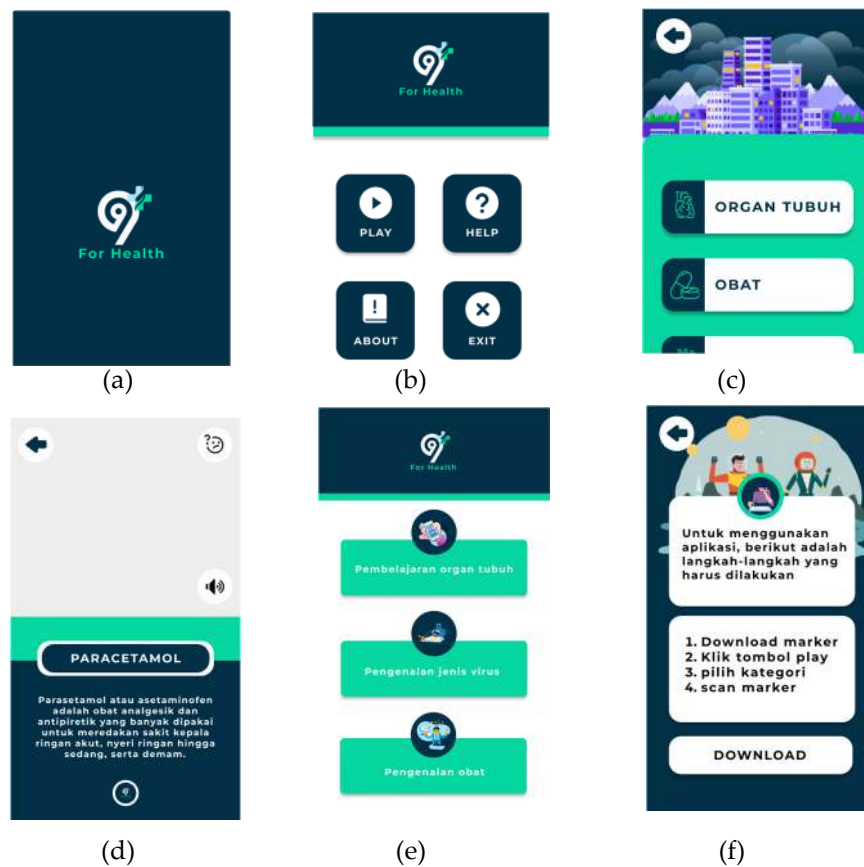 For Health
(a)
For Health
PLAY
HELP
ABOUT
EXIT
(b)
ORGAN TUBUH
OBAT
(c)
PARACETAMOL
Parasetamol atau asetaminofen
adalah obat analgesik dan
antipiretik yang banyak dipakai
untuk meredakan sakit kepala
ringan akut, nyeri ringan hingga
sedang, serta demam.
(d)
For Health
Pembelajaran organ tubuh
Pengenalan jenis virus
Pengenalan obat
(e)
Untuk menggunakan
aplikasi, berikut adalah
langkah-langkah yang
harus dilakukan
1. Download marker
2. Klik tombol play
3. pilih kategori
4. scan marker
DOWNLOAD
(f)